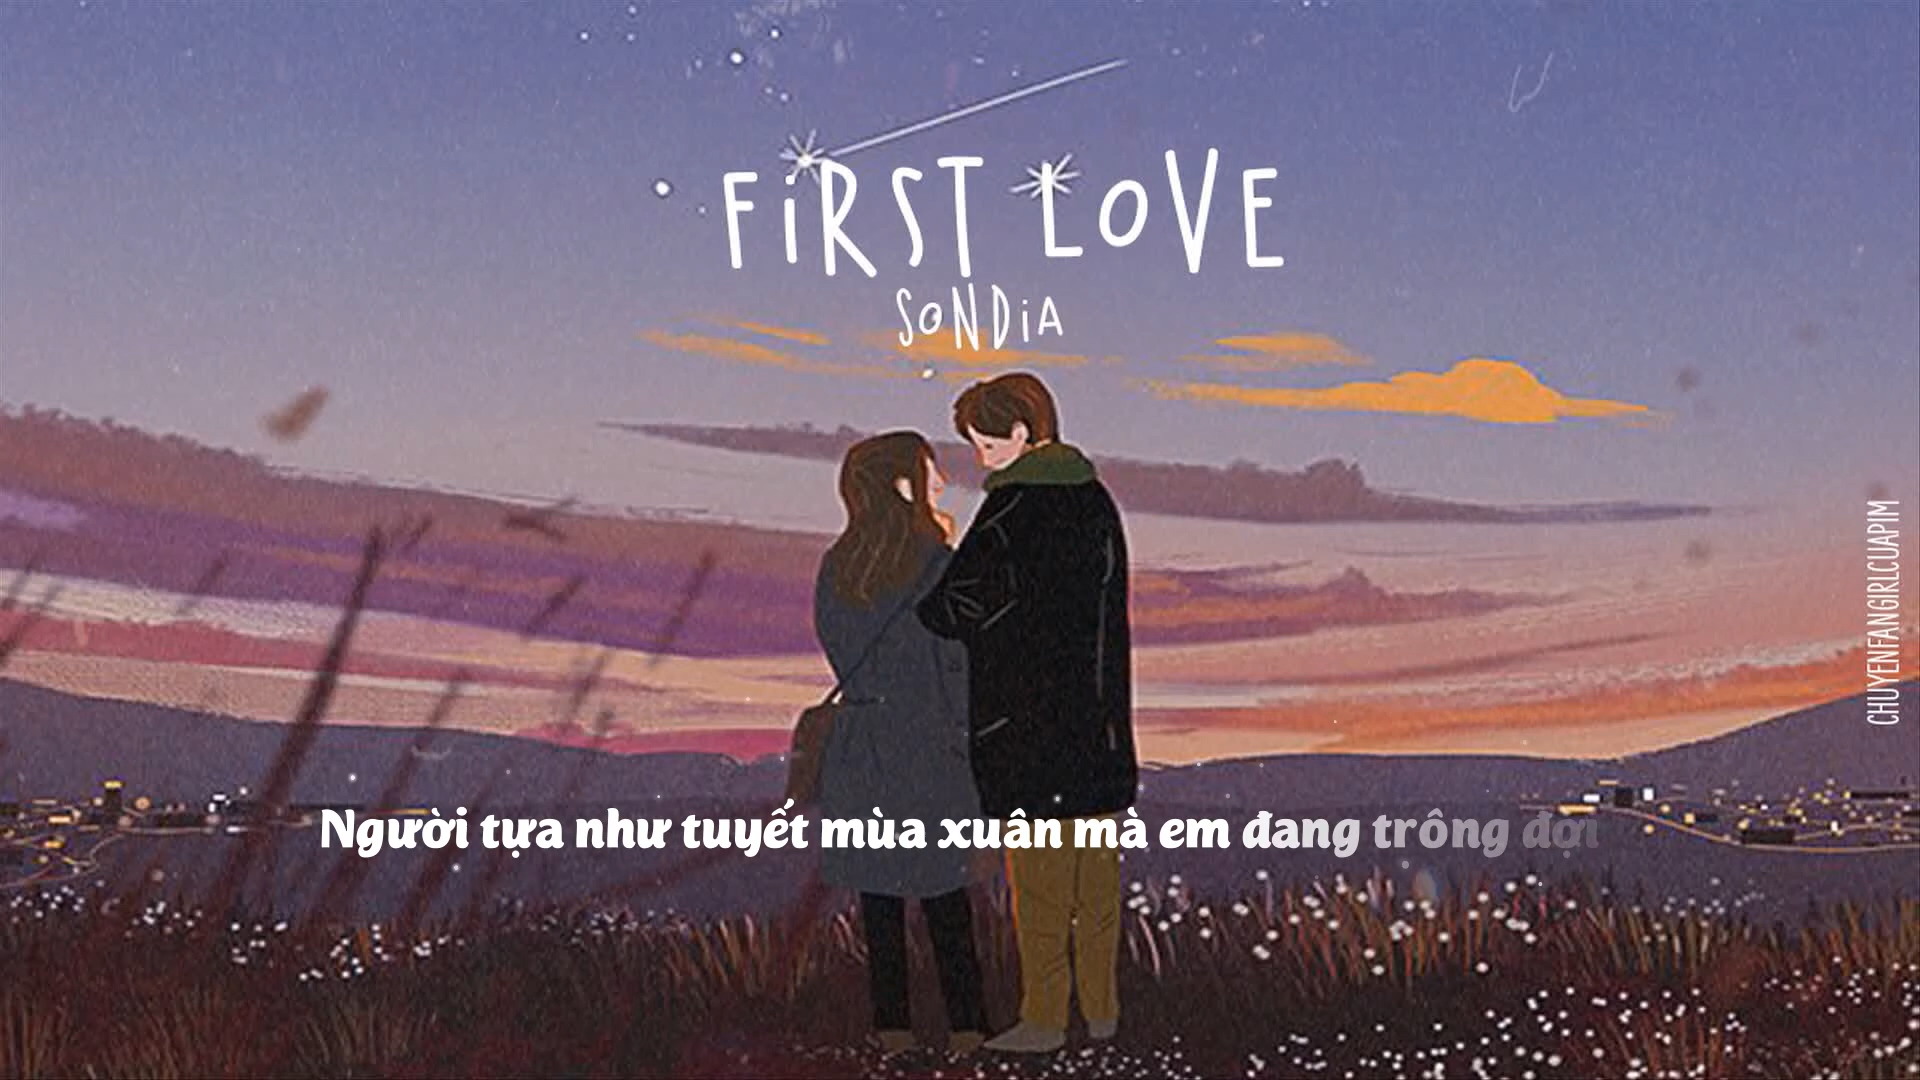 FiRST LOVE
SONDiA
CHUYENFANGIRLCUAPIM
Người tựa như tuyết mùa xuân mà em đang trông đợi